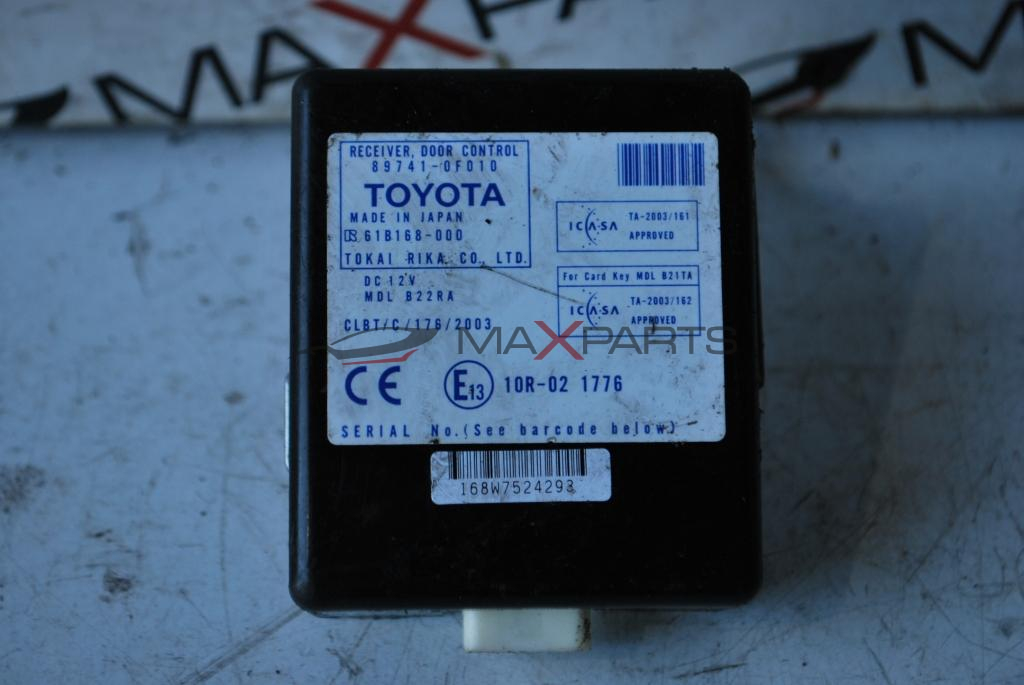 MAXPARTS
RECEIVER, DOOR CONTROL
89741-0F010
TOYOTA
MADE IN JAPAN
61B168-000
TOKAI RIKA CO., LTD.
DC 12V
MDL B22RA
CLBT/C/176/2003
ICASA TA-2003/161
APPROVED
For Card Key MDL B21TA
ICASA TA-2003/162
APPROVED
MAXPARTS
CE E13 10R-02 1776
SERIAL No.(See barcode below)
168W7524293